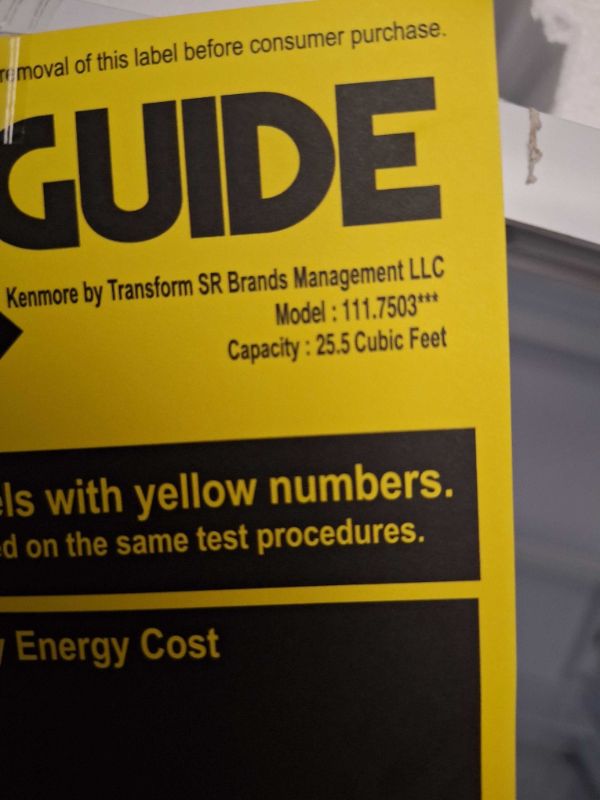 removal of this label before consumer purchase.
GUIDE
Kenmore by Transform SR Brands Management LLC
Model : 111.7503***
Capacity : 25.5 Cubic Feet
els with yellow numbers.
d on the same test procedures.
y Energy Cost